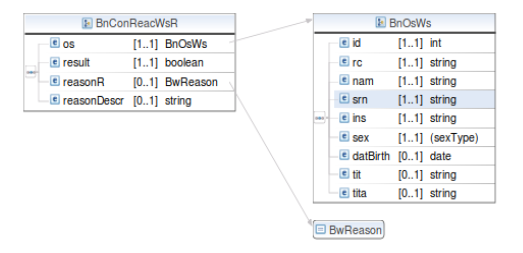 BnConReacWsR
os [1..1] BnOsWs
result [1..1] boolean
reasonR [0..1] BwReason
reasonDescr [0..1] string
BnOsWs
id [1..1] int
rc [1..1] string
nam [1..1] string
srn [1..1] string
ins [1..1] string
sex [1..1] (sexType)
datBirth [0..1] date
tit [0..1] string
tita [0..1] string
BwReason